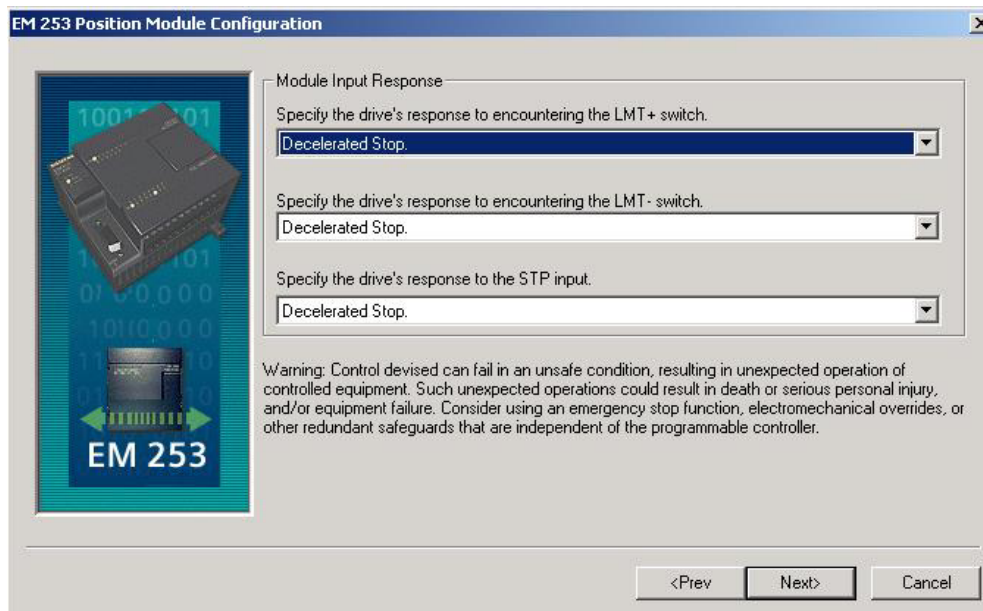 EM 253 Position Module Configuration
Module Input Response
Specify the drive's response to encountering the LMT+ switch.
Decelerated Stop.
Specify the drive's response to encountering the LMT- switch.
Decelerated Stop.
Specify the drive's response to the STP input.
Decelerated Stop.
Warning: Control devised can fail in an unsafe condition, resulting in unexpected operation of
controlled equipment. Such unexpected operations could result in death or serious personal injury,
and/or equipment failure. Consider using an emergency stop function, electromechanical overrides, or
other redundant safeguards that are independent of the programmable controller.
EM 253
<Prev
Next>
Cancel